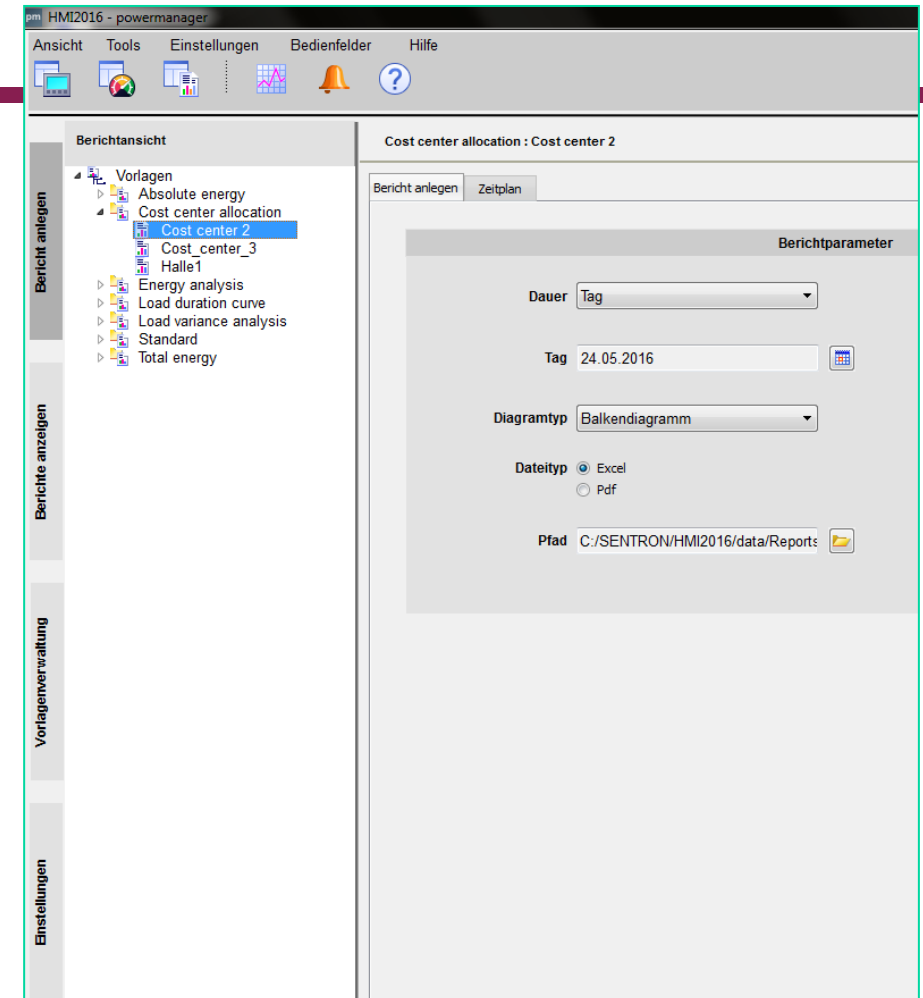 pm HMI2016 - powermanager
Ansicht Tools Einstellungen Bedienfelder Hilfe
?
Berichtansicht
Vorlagen
Absolute energy
Cost center allocation
Cost center 2
Cost_center_3
Halle1
Energy analysis
Load duration curve
Load variance analysis
Standard
Total energy
Bericht anlegen
Berichte anzeigen
Vorlagenverwaltung
Einstellungen
Cost center allocation : Cost center 2
Bericht anlegen Zeitplan
Berichtparameter
Dauer Tag
Tag 24.05.2016
Diagramtyp Balkendiagramm
Dateityp Excel
Pdf
Pfad C:/SENTRON/HMI2016/data/Reports